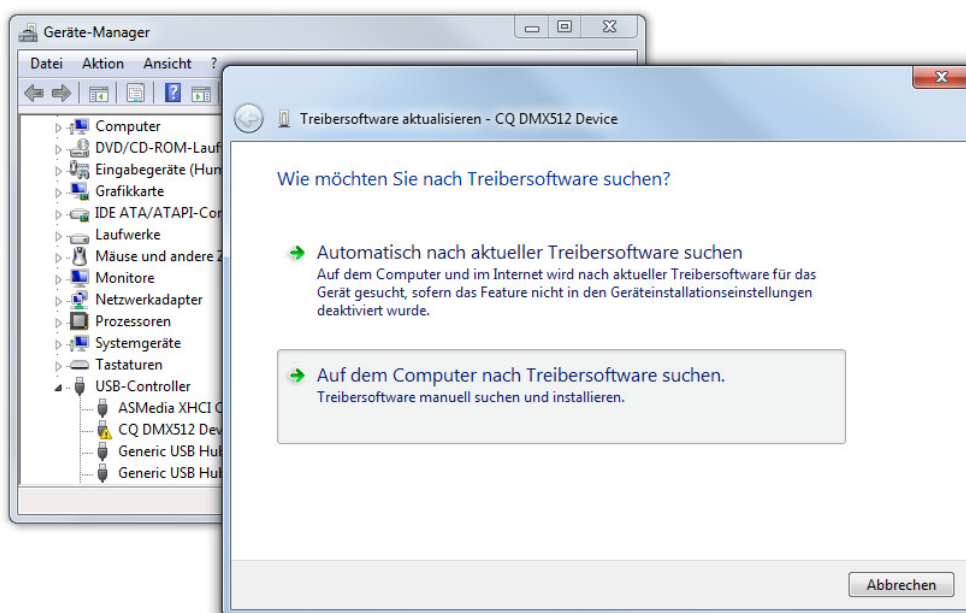 Geräte-Manager
Datei Aktion Ansicht ?
Computer
DVD/CD-ROM-Lauf
Eingabegeräte (Hum
Grafikkarte
IDE ATA/ATAPI-Cor
Laufwerke
Mäuse und andere Z
Monitore
Netzwerkadapter
Prozessoren
Systemgeräte
Tastaturen
USB-Controller
ASMedia XHCI C
CQ DMX512 Dev
Generic USB Hub
Generic USB Hub
Treibersoftware aktualisieren - CQ DMX512 Device
Wie möchten Sie nach Treibersoftware suchen?
Automatisch nach aktueller Treibersoftware suchen
Auf dem Computer und im Internet wird nach aktueller Treibersoftware für das
Gerät gesucht, sofern das Feature nicht in den Geräteinstallationseinstellungen
deaktiviert wurde.
Auf dem Computer nach Treibersoftware suchen.
Treibersoftware manuell suchen und installieren.
Abbrechen